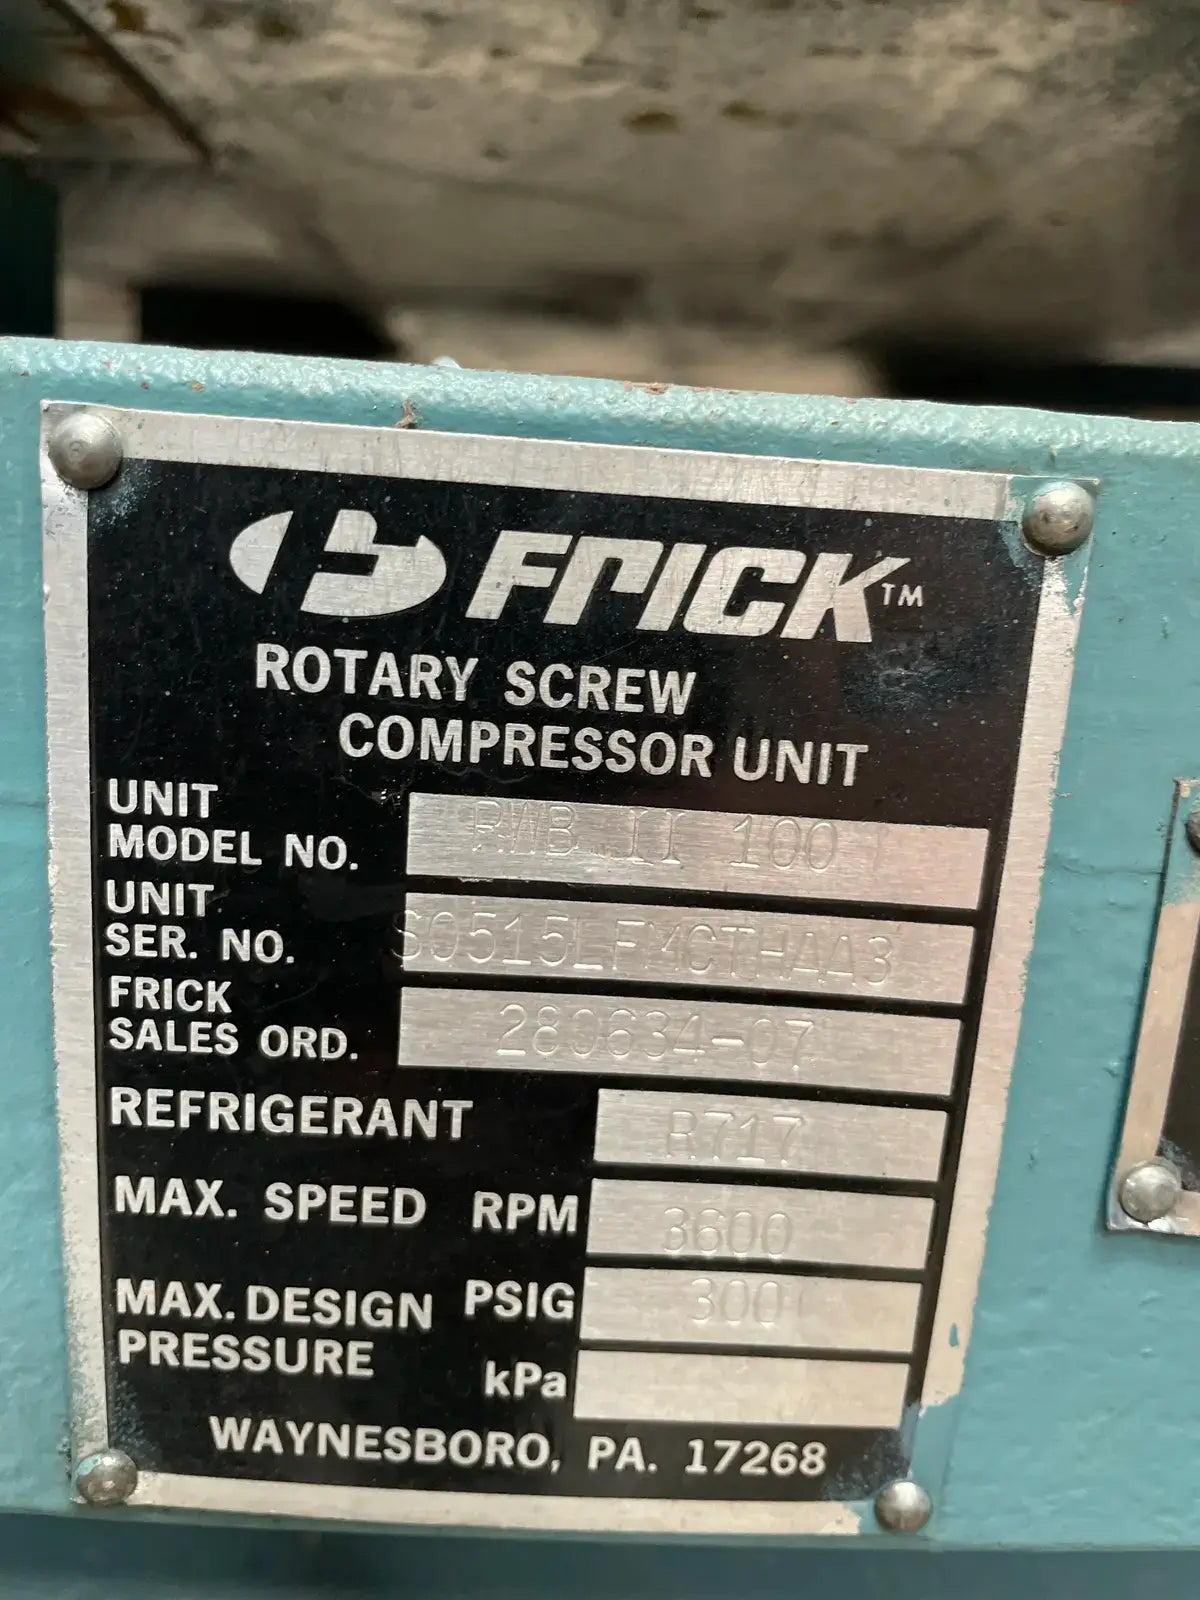 FRICK™
ROTARY SCREW
COMPRESSOR UNIT
UNIT
MODEL NO. RWB II 100
UNIT
SER. NO. S0515LFMCTHAA3
FRICK
SALES ORD. 280634-07
REFRIGERANT R717
MAX. SPEED RPM 3600
MAX. DESIGN PSIG 300
PRESSURE kPa
WAYNESBORO, PA. 17268